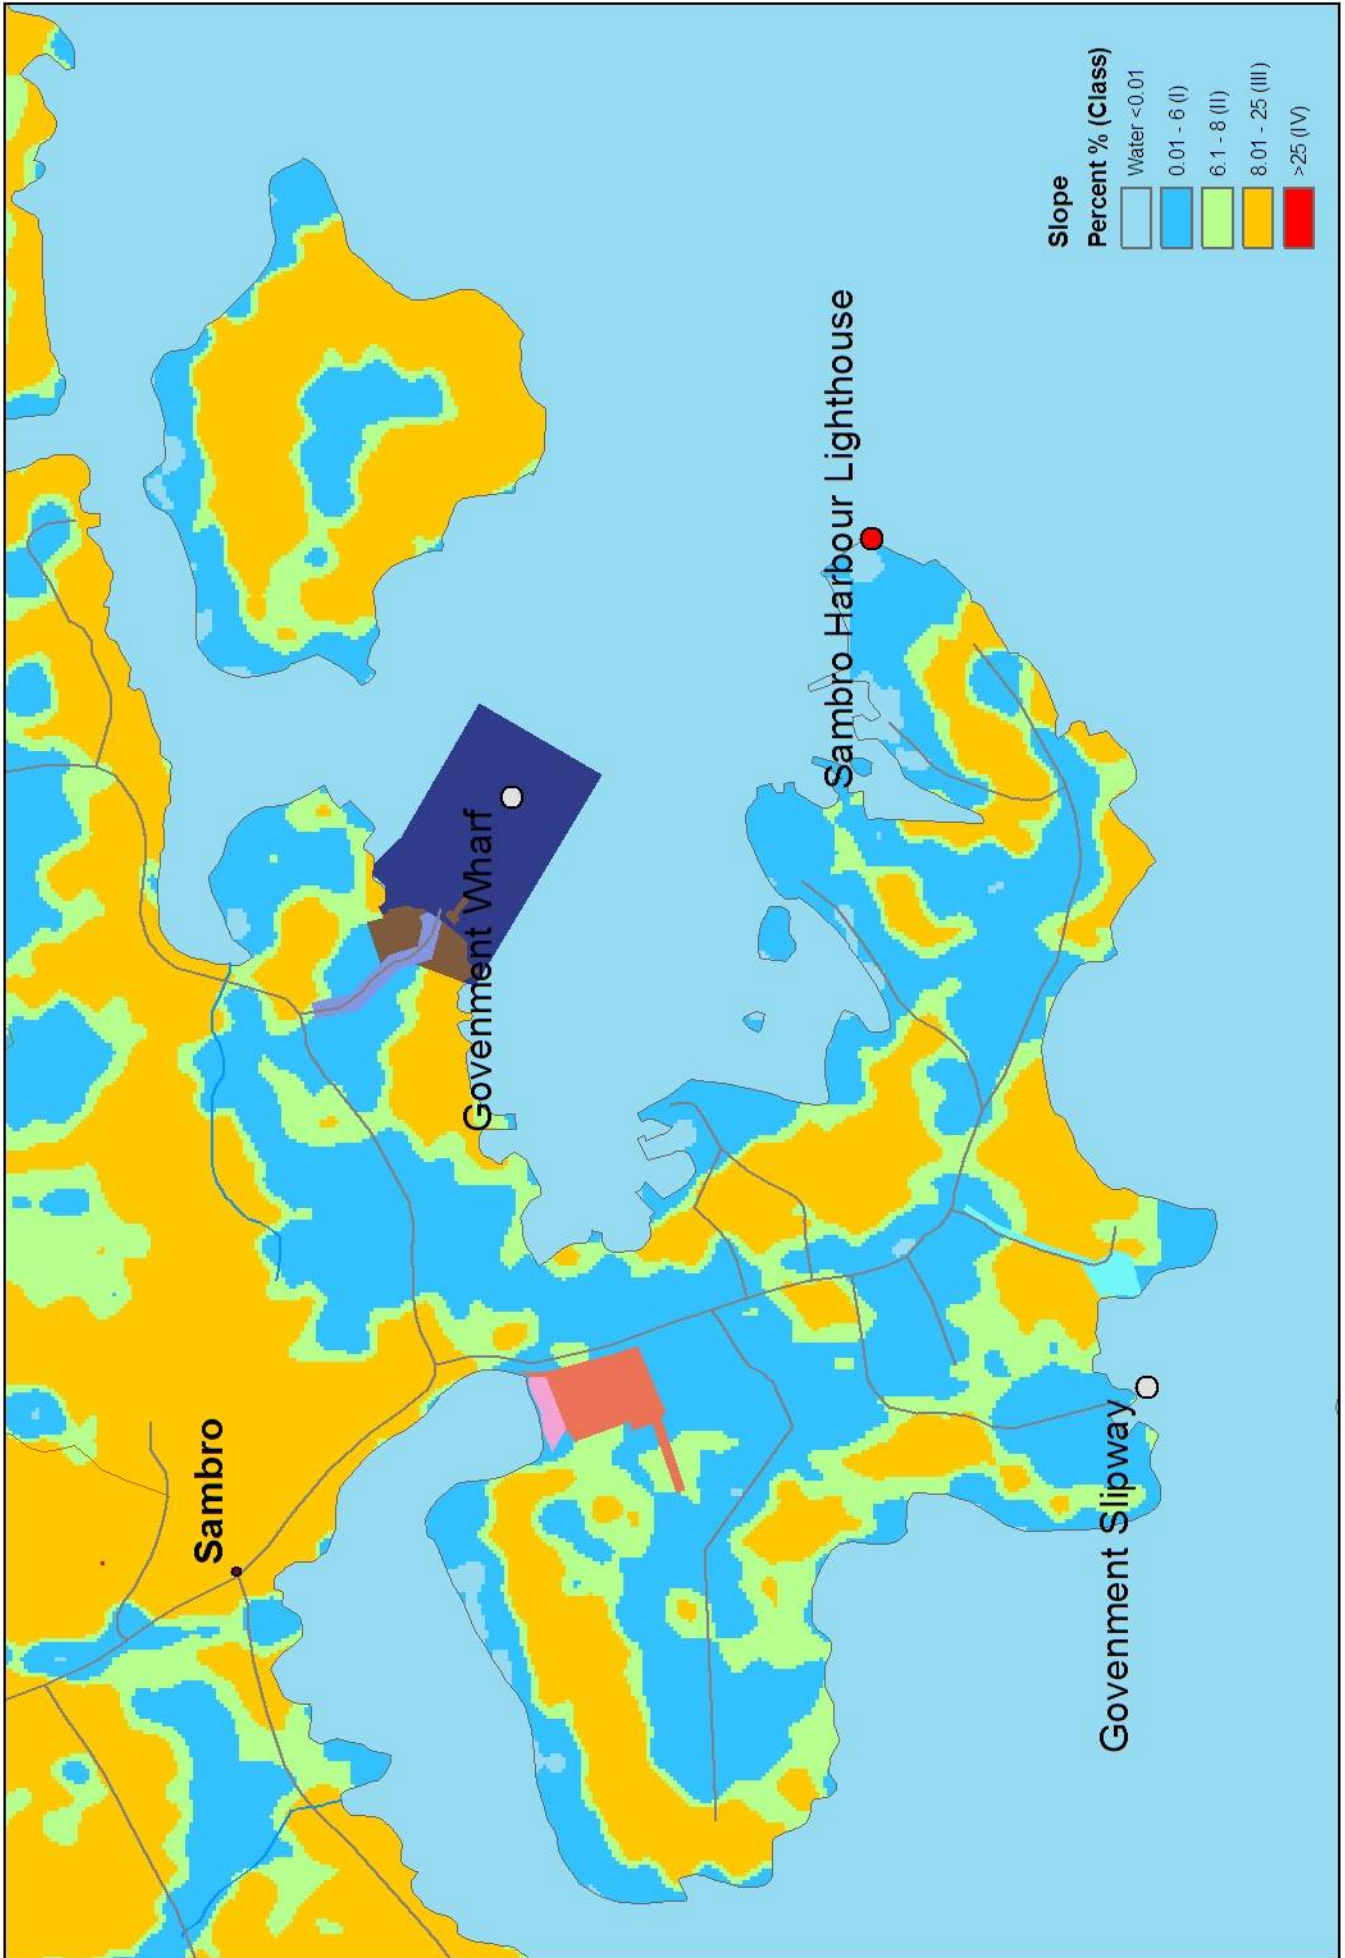 Sambro
Govenment Wharf
Sambro Harbour Lighthouse
Govenment Slipway
Slope
Percent % (Class)
Water <0.01
0.01 - 6 (I)
6.1 - 8 (II)
8.01 - 25 (III)
>25 (IV)